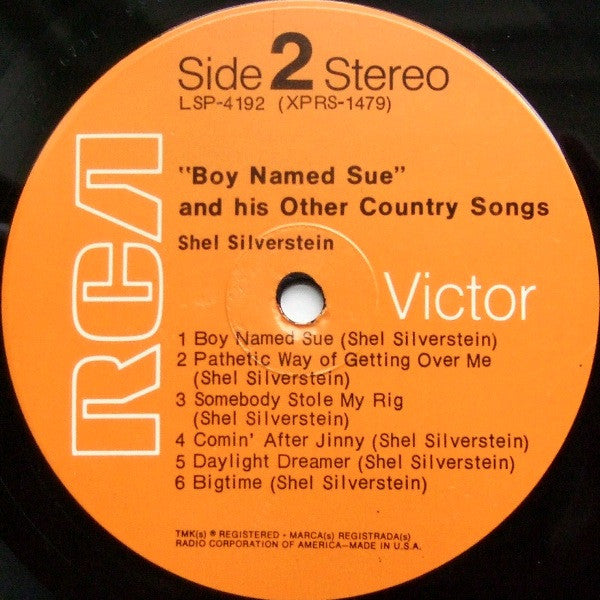 Side 2 Stereo
LSP-4192 (XPRS-1479)
"Boy Named Sue"
and his Other Country Songs
Shel Silverstein
RCA
Victor
1 Boy Named Sue (Shel Silverstein)
2 Pathetic Way of Getting Over Me
(Shel Silverstein)
3 Somebody Stole My Rig
(Shel Silverstein)
4 Comin' After Jinny (Shel Silverstein)
5 Daylight Dreamer (Shel Silverstein)
6 Bigtime (Shel Silverstein)
TMK(s) ® REGISTERED • MARCA(s) REGISTRADA(s)
RADIO CORPORATION OF AMERICA—MADE IN U.S.A.